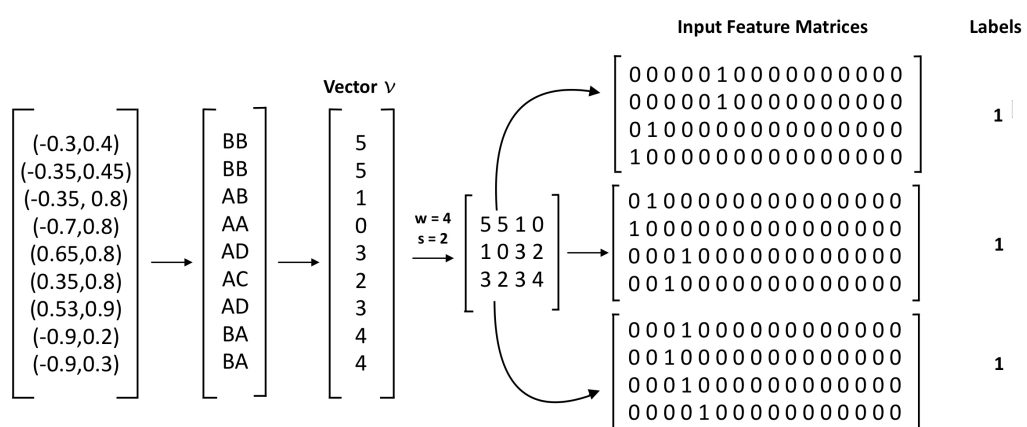 Input Feature Matrices
Labels
Vector 𝒱
(-0.3,0.4)
(-0.35,0.45)
(-0.35, 0.8)
(-0.7,0.8)
(0.65,0.8)
(0.35,0.8)
(0.53,0.9)
(-0.9,0.2)
(-0.9,0.3)
BB
BB
AB
AA
AD
AC
AD
BA
BA
5
5
1
0
3
2
3
4
4
w = 4
s = 2
5 5 1 0
1 0 3 2
3 2 3 4
0 0 0 0 0 1 0 0 0 0 0 0 0 0 0 0
0 0 0 0 0 1 0 0 0 0 0 0 0 0 0 0
0 1 0 0 0 0 0 0 0 0 0 0 0 0 0 0
1 0 0 0 0 0 0 0 0 0 0 0 0 0 0 0
1
0 1 0 0 0 0 0 0 0 0 0 0 0 0 0 0
1 0 0 0 0 0 0 0 0 0 0 0 0 0 0 0
0 0 0 1 0 0 0 0 0 0 0 0 0 0 0 0
0 0 1 0 0 0 0 0 0 0 0 0 0 0 0 0
1
0 0 0 1 0 0 0 0 0 0 0 0 0 0 0 0
0 0 1 0 0 0 0 0 0 0 0 0 0 0 0 0
0 0 0 1 0 0 0 0 0 0 0 0 0 0 0 0
0 0 0 0 1 0 0 0 0 0 0 0 0 0 0 0
1